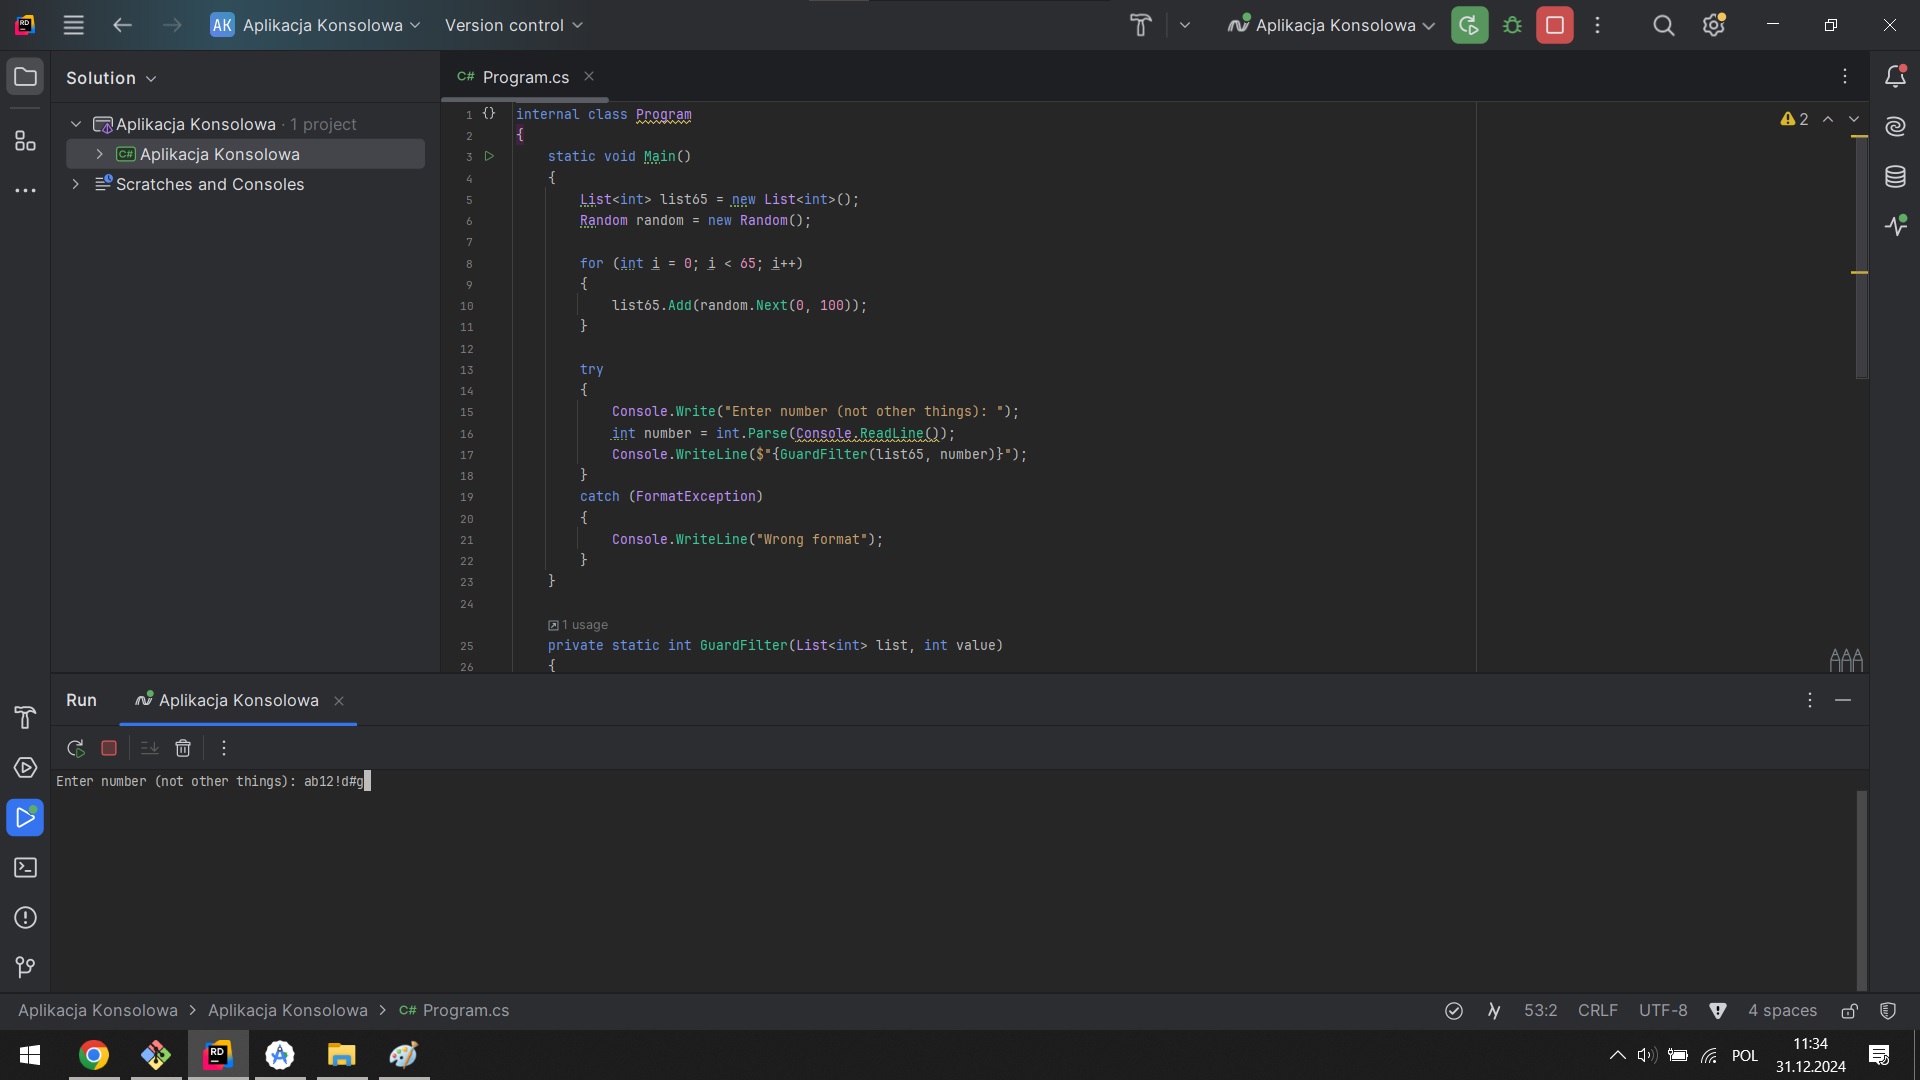 AK Aplikacja Konsolowa
Version control
Aplikacja Konsolowa
Solution
C# Program.cs
Aplikacja Konsolowa · 1 project
C# Aplikacja Konsolowa
Scratches and Consoles
2
1 {} internal class Program
2 {
3 static void Main()
4 {
5 List<int> list65 = new List<int>();
6 Random random = new Random();
7
8 for (int i = 0; i < 65; i++)
9 {
10 list65.Add(random.Next(0, 100));
11 }
12
13 try
14 {
15 Console.Write("Enter number (not other things): ");
16 int number = int.Parse(Console.ReadLine());
17 Console.WriteLine($"{GuardFilter(list65, number)}");
18 }
19 catch (FormatException)
20 {
21 Console.WriteLine("Wrong format");
22 }
23 }
24
1 usage
25 private static int GuardFilter(List<int> list, int value)
26 {
Run
Aplikacja Konsolowa
Enter number (not other things): ab12!d#g
Aplikacja Konsolowa > Aplikacja Konsolowa > C# Program.cs
53:2 CRLF UTF-8 4 spaces
RD
POL
11:34
31.12.2024